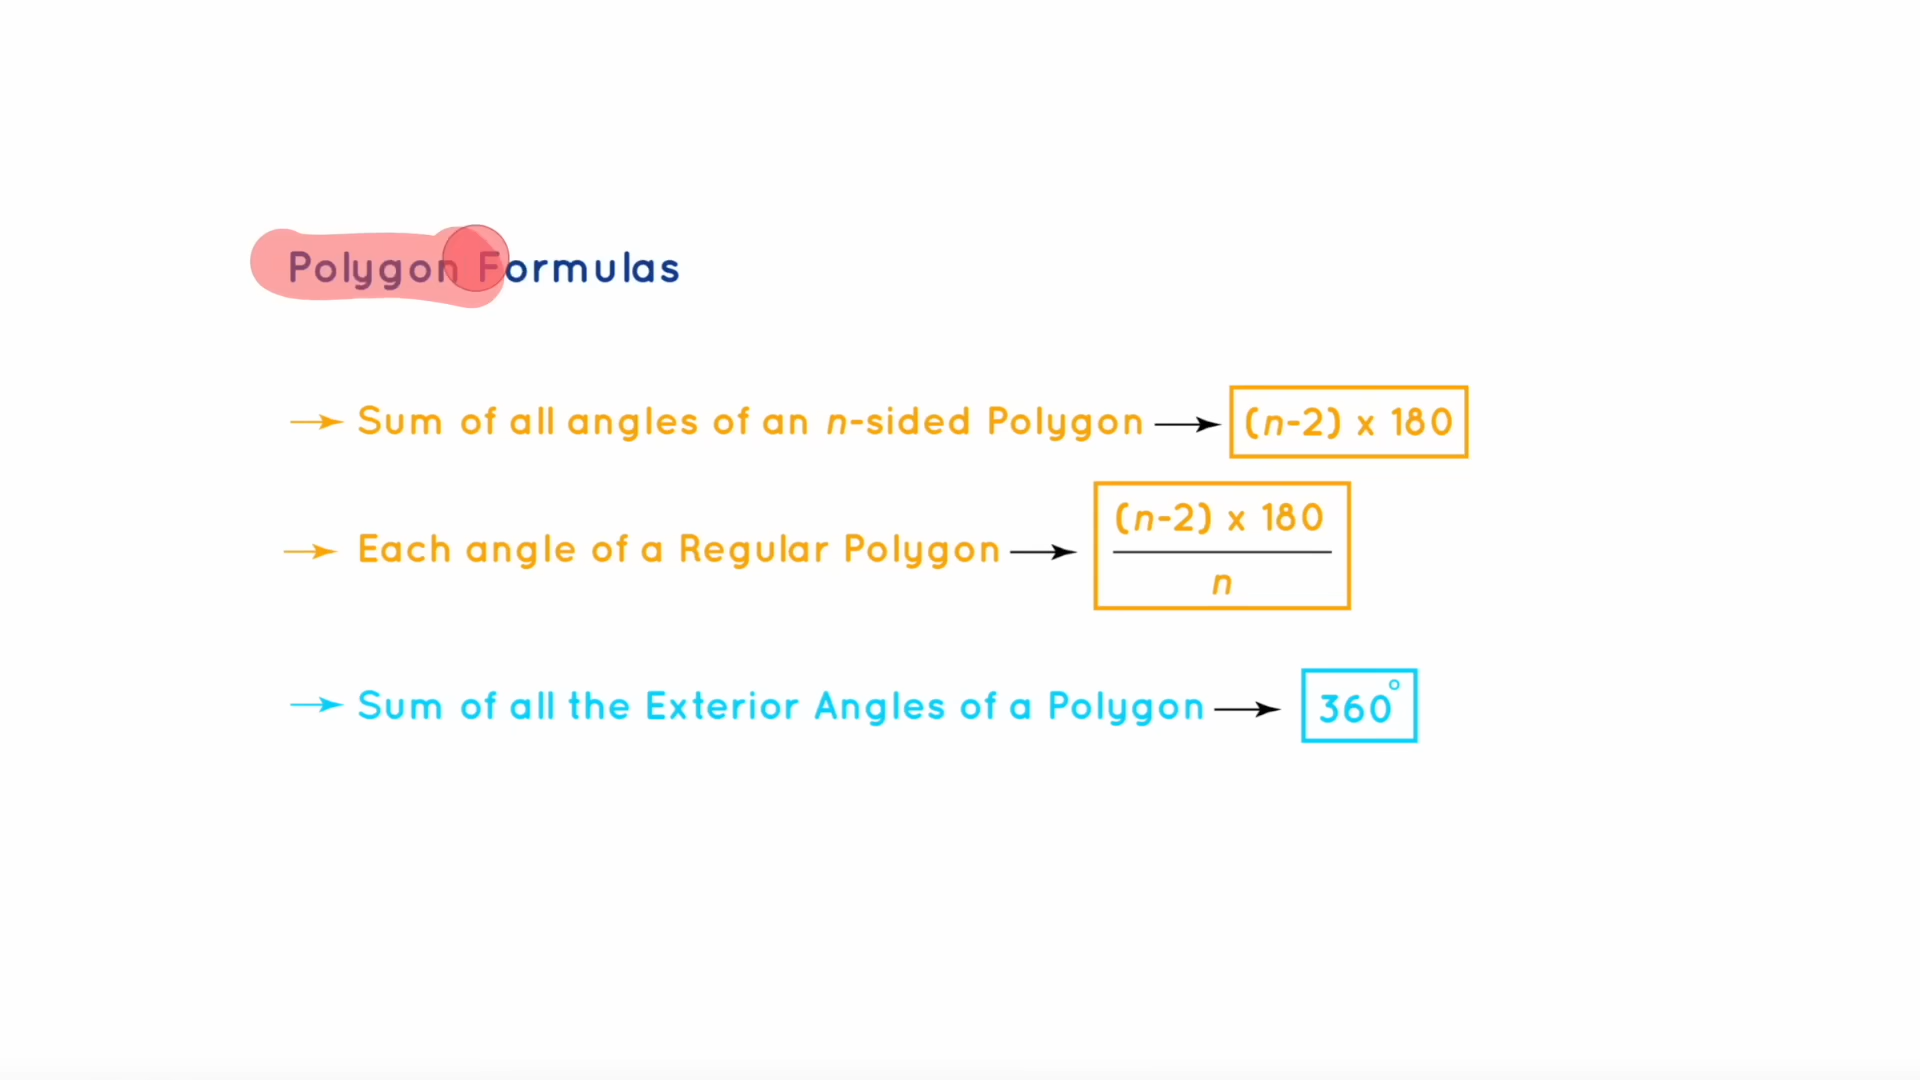 Polygon Formulas
→ Sum of all angles of an n-sided Polygon → (n-2) x 180
→ Each angle of a Regular Polygon → (n-2) x 180
n
→ Sum of all the Exterior Angles of a Polygon → 360°